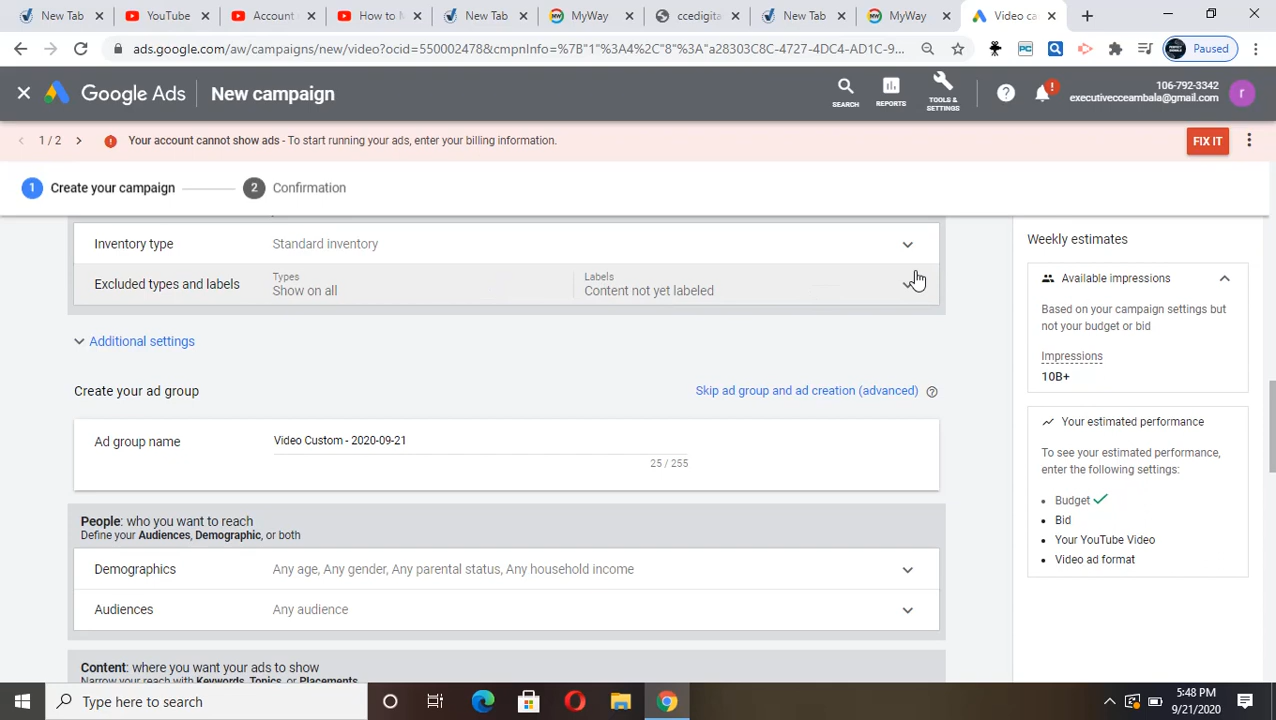 New Tab
YouTube
Account
How to M
New Tab
MyWay
ccedigital
New Tab
MyWay
Video ca
ads.google.com/aw/campaigns/new/video?ocid=55000247&cmpnInfo=%7B"1"%3A4%2C"8"%3A"a28303C8C-4727-4DC4-AD1C-9...
Paused
Google Ads
New campaign
SEARCH
REPORTS
TOOLS & SETTINGS
106-792-3342
executivecceambala@gmail.com
r
1 / 2
Your account cannot show ads - To start running your ads, enter your billing information.
FIX IT
1 Create your campaign
2 Confirmation
Inventory type
Standard inventory
Excluded types and labels
Types
Show on all
Labels
Content not yet labeled
Additional settings
Create your ad group
Skip ad group and ad creation (advanced)
Ad group name
Video Custom - 2020-09-21
25 / 255
People: who you want to reach
Define your Audiences, Demographic, or both
Demographics
Any age, Any gender, Any parental status, Any household income
Audiences
Any audience
Content: where you want your ads to show
Narrow your reach with Keywords, Topics, or Placements
Weekly estimates
Available impressions
Based on your campaign settings but
not your budget or bid
Impressions
10B+
Your estimated performance
To see your estimated performance,
enter the following settings:
• Budget
• Bid
• Your YouTube Video
• Video ad format
Type here to search
5:48 PM
9/21/2020